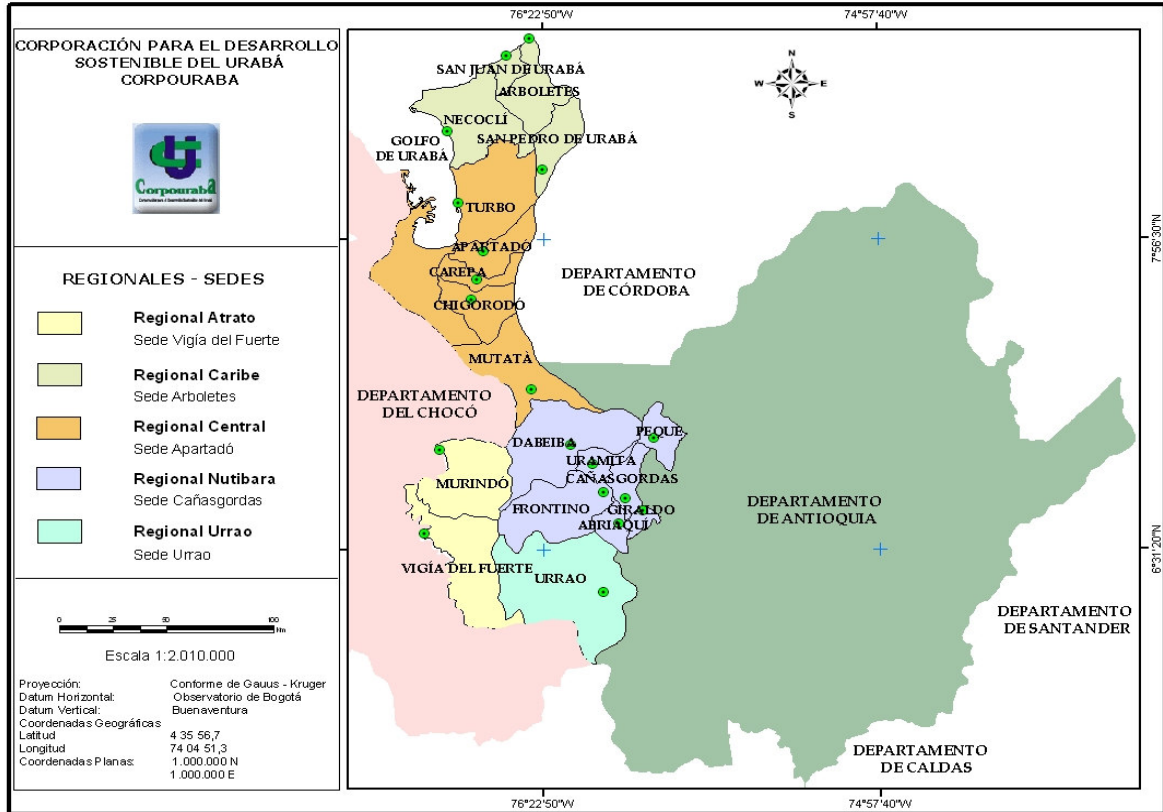 CORPORACIÓN PARA EL DESARROLLO
SOSTENIBLE DEL URABÁ
CORPOURABA
Corpouraba
REGIONALES - SEDES
Regional Atrato
Sede Vigía del Fuerte
Regional Caribe
Sede Arboletes
Regional Central
Sede Apartadó
Regional Nutibara
Sede Cañasgordas
Regional Urrao
Sede Urrao
0 25 50 100
Km
Escala 1:2.010.000
Proyección: Conforme de Gauus - Kruger
Datum Horizontal: Observatorio de Bogotá
Datum Vertical: Buenaventura
Coordenadas Geográficas
Latitud 4 35 56,7
Longitud 74 04 51,3
Coordenadas Planas: 1.000.000 N
1.000.000 E
76°22'50"W 74°57'40"W
N
W E
S
SAN JUAN DE URABÁ
ARBOLETES
NECOCLÍ
SAN PEDRO DE URABÁ
GOLFO
DE URABÁ
TURBO
7°56'30"N
APARTADÓ
CAREPA
CHIGORODÓ
DEPARTAMENTO
DE CÓRDOBA
MUTATÀ
DEPARTAMENTO
DEL CHOCÓ
PEQUE
DABEIBA
URAMITA
CAÑASGORDAS
MURINDÓ
FRONTINO
GIRALDO
ABRIAQUÍ
DEPARTAMENTO
DE ANTIOQUIA
6°31'20"N
VIGÍA DEL FUERTE
URRAO
DEPARTAMENTO
DE SANTANDER
DEPARTAMENTO
DE CALDAS
76°22'50"W 74°57'40"W